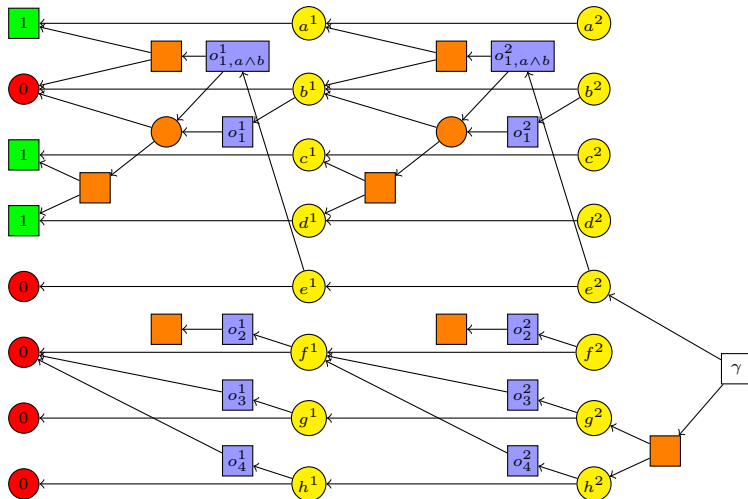 1 a¹ a²
o¹₁,ₐ∧b o²₁,ₐ∧b
0 b¹ b²
o¹₁ o²₁
1 c¹ c²
1 d¹ d²
0 e¹ e²
o¹₂ o²₂
0 f¹ f²
γ
o¹₃ o²₃
0 g¹ g²
o¹₄ o²₄
0 h¹ h²